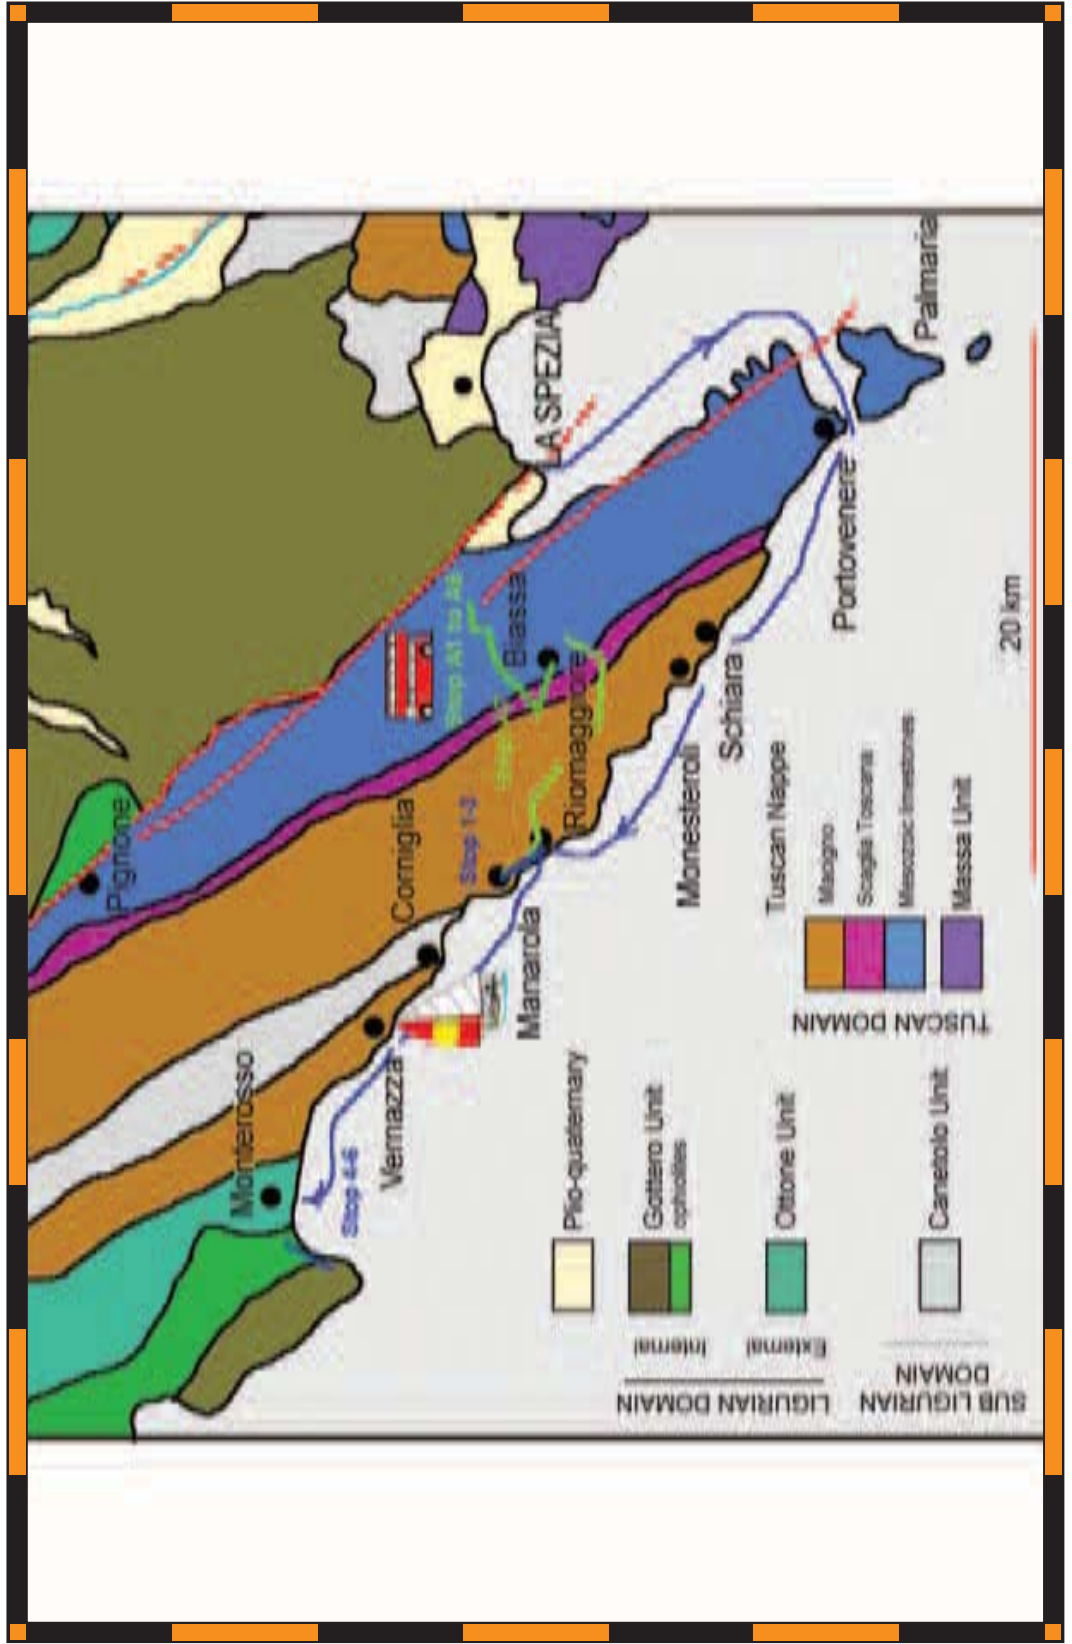 Pignone
Monterosso
Corniglia
Vernazza
Manarola
Riomaggiore
Biassa
LA SPEZIA
Monesteroli
Schiara
Portovenere
Palmaria
Stop A1 to A6
Stop 1-3
Stop 4-6
20 km
LIGURIAN DOMAIN
Internal
External
SUB LIGURIAN
DOMAIN
Plio-quaternary
Gottero Unit
ophiolites
Ottone Unit
Canetolo Unit
TUSCAN DOMAIN
Tuscan Nappe
Macigno
Scaglia Toscana
Mesozoic limestones
Massa Unit